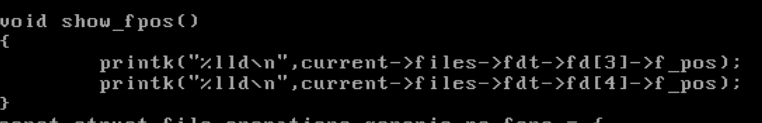 void show_fpos()
{
        printk("%lld\n",current->files->fdt->fd[3]->f_pos);
        printk("%lld\n",current->files->fdt->fd[4]->f_pos);
}